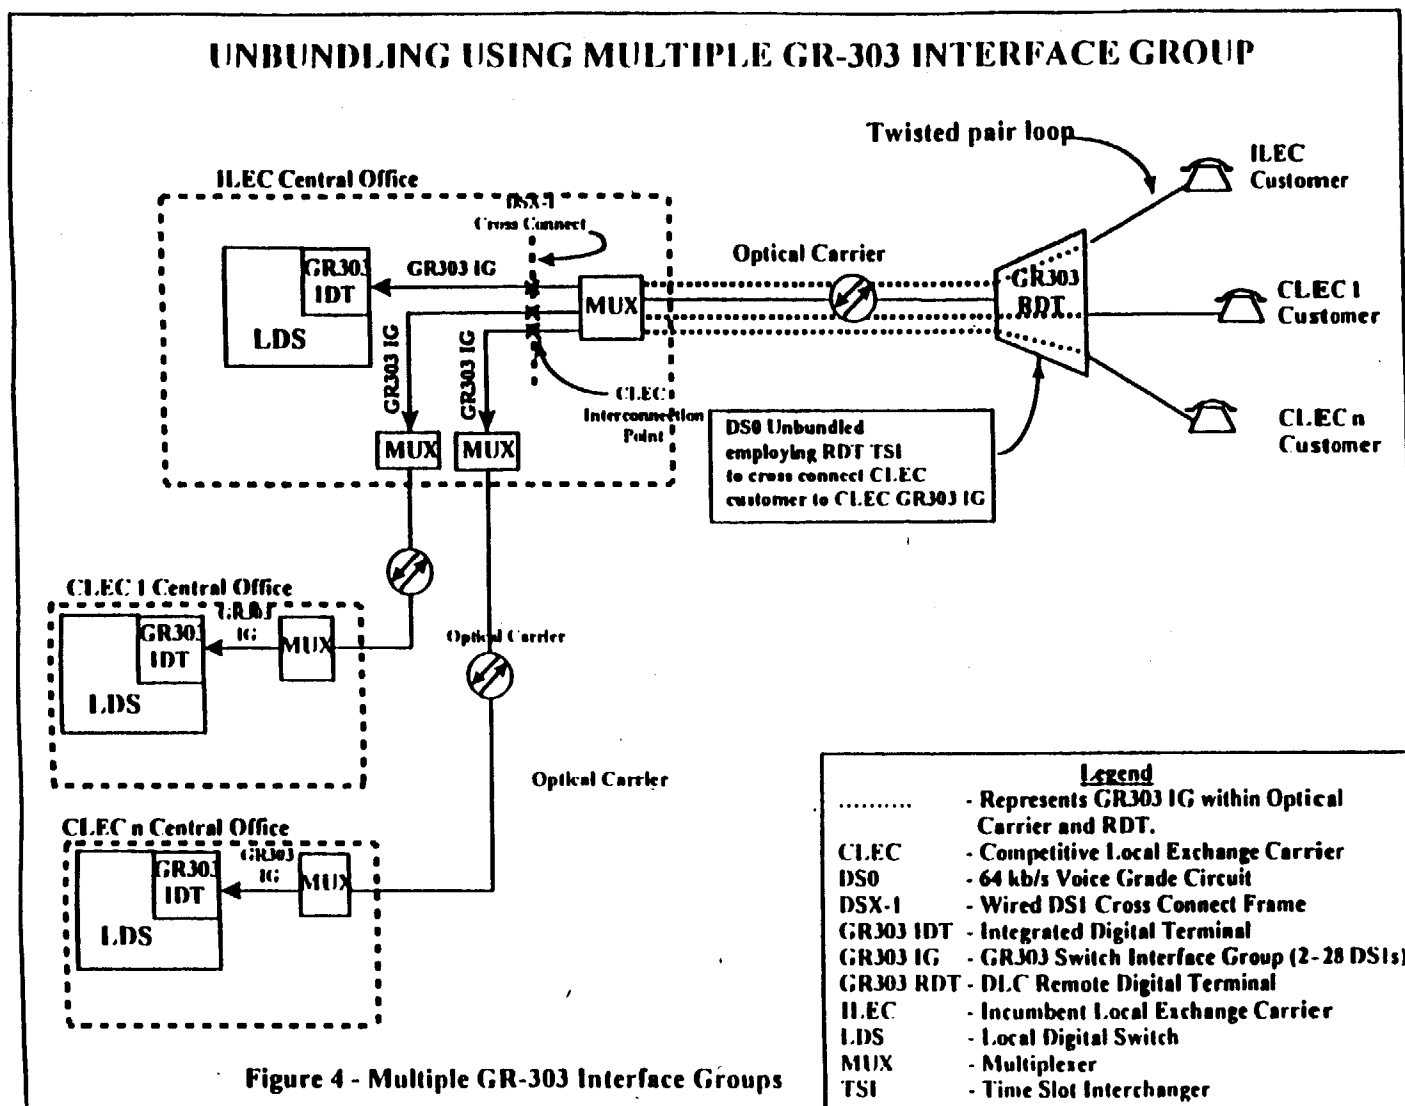 UNBUNDLING USING MULTIPLE GR-303 INTERFACE GROUP
Twisted pair loop
ILEC
Customer
ILEC Central Office
DSX-1
Cross Connect
GR303
IDT
LDS
GR303 IG
MUX
Optical Carrier
GR303
RDT
CLEC 1
Customer
GR303 IG
GR303 IG
CLEC
Interconnection
Point
MUX
MUX
DS0 Unbundled
employing RDT TSI
to cross connect CLEC
customer to CLEC GR303 IG
CLEC n
Customer
CLEC 1 Central Office
GR303
IDT
LDS
GR303
IG
MUX
Optical Carrier
Optical Carrier
CLEC n Central Office
GR303
IDT
LDS
GR303
IG
MUX
Legend
.......... - Represents GR303 IG within Optical
Carrier and RDT.
CLEC - Competitive Local Exchange Carrier
DS0 - 64 kb/s Voice Grade Circuit
DSX-1 - Wired DS1 Cross Connect Frame
GR303 IDT - Integrated Digital Terminal
GR303 IG - GR303 Switch Interface Group (2-28 DS1s)
GR303 RDT - DLC Remote Digital Terminal
ILEC - Incumbent Local Exchange Carrier
LDS - Local Digital Switch
MUX - Multiplexer
TSI - Time Slot Interchanger
Figure 4 - Multiple GR-303 Interface Groups